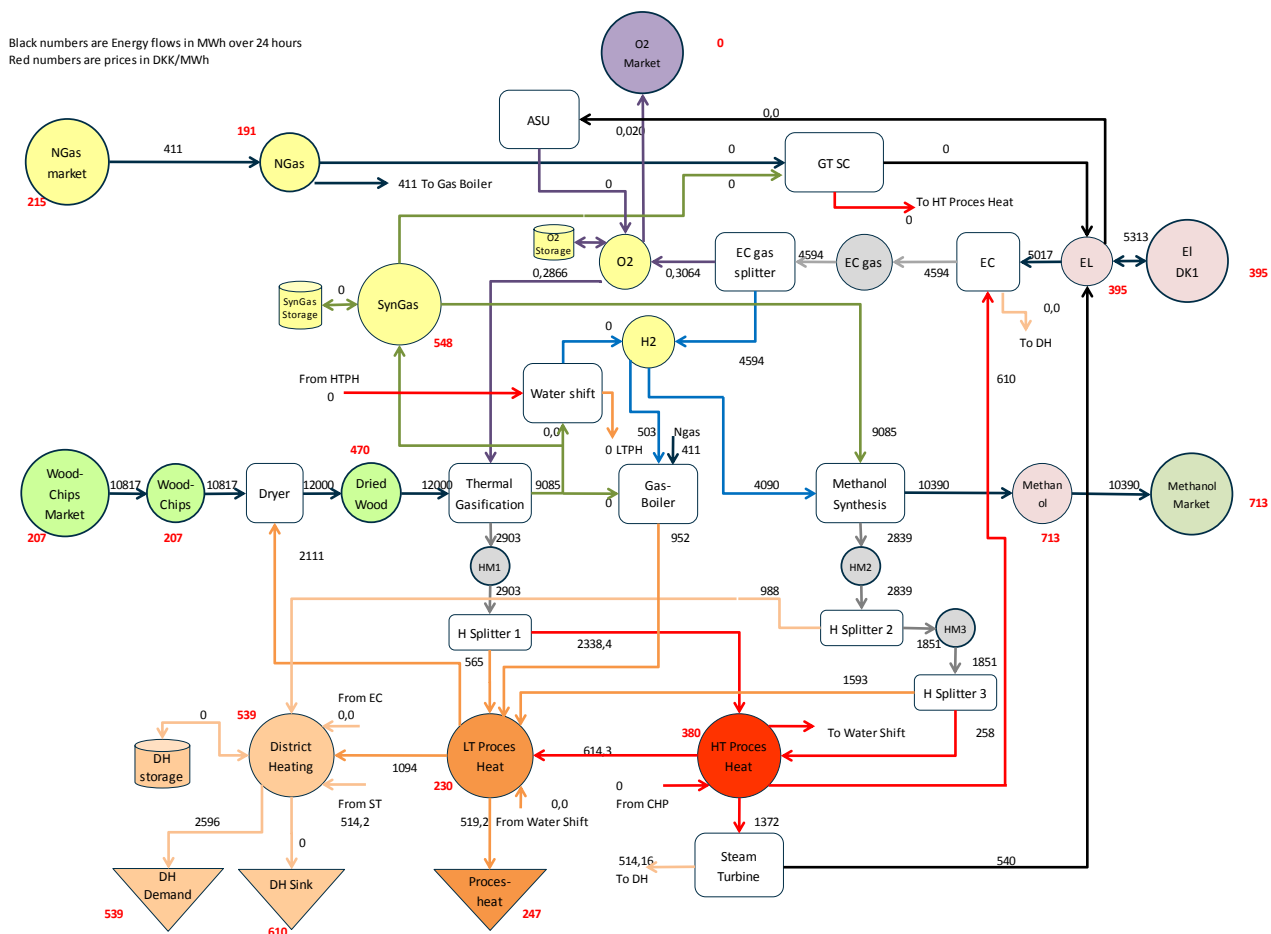 Black numbers are Energy flows in MWh over 24 hours
Red numbers are prices in DKK/MWh
O2
Market
0
ASU
0,0
0,020
NGas
market
215
411
191
NGas
0
411 To Gas Boiler
0
0
GT SC
0
To HT Proces Heat
0
O2
Storage
O2
0,3064
EC gas
splitter
4594
EC gas
4594
EC
5017
EL
395
5313
El
DK1
395
0,2866
SynGas
Storage
0
SynGas
548
0,0
To DH
0
H2
4594
From HTPH
0
Water shift
610
0,0
0 LTPH
503
Ngas
411
9085
470
Wood-
Chips
Market
207
10817
Wood-
Chips
207
10817
Dryer
12000
Dried
Wood
12000
Thermal
Gasification
9085
0
Gas-
Boiler
4090
Methanol
Synthesis
10390
Methan
ol
713
10390
Methanol
Market
713
2111
2903
952
2839
HM1
HM2
2903
988
2839
H Splitter 1
2338,4
H Splitter 2
HM3
1851
565
1851
1593
H Splitter 3
From EC
0,0
0
539
District
Heating
DH
storage
1094
LT Proces
Heat
230
614,3
380
HT Proces
Heat
To Water Shift
258
0
From CHP
From ST
514,2
0,0
519,2
From Water Shift
2596
0
1372
Steam
Turbine
514,16
To DH
540
DH
Demand
539
DH Sink
610
Proces-
heat
247